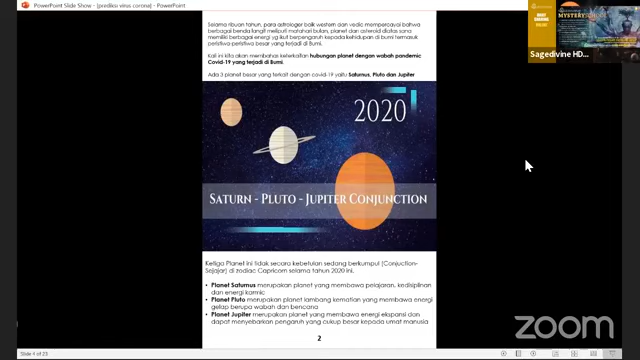 PowerPoint Slide Show - [prediksi virus corona] - PowerPoint
Sagedivine HD...
Selama ribuan tahun, para astrologer baik western dan vedic mempercayai bahwa
berbagai benda langit meliputi matahari bulan, planet dan asteroid diatas sana
memiliki berbagai energi yg ikut berpengaruh kepada kehidupan di bumi termasuk
peristiwa peristiwa besar yang terjadi di Bumi.
Kali ini kita akan membahas keterkaitan hubungan planet dengan wabah pandemic
Covid-19 yang terjadi di Bumi.
Ada 3 planet besar yang terkait dengan covid-19 yaitu Saturnus, Pluto dan Jupiter
2020
SATURN - PLUTO - JUPITER CONJUNCTION
Ketiga Planet ini tidak secara kebetulan sedang berkumpul (Conjuction-
Sejajar) di zodiac Capricorn selama tahun 2020 ini.
• Planet Saturnus merupakan planet yang membawa pelajaran, kedisiplinan
dan energi karmic
• Planet Pluto merupakan planet lambang kematian yang membawa energi
gelap berupa wabah dan bencana
• Planet Jupiter merupakan planet yang membawa energi ekspansi dan
dapat menyebarkan pengaruh yang cukup besar kepada umat manusia
2
zoom
Slide 4 of 23